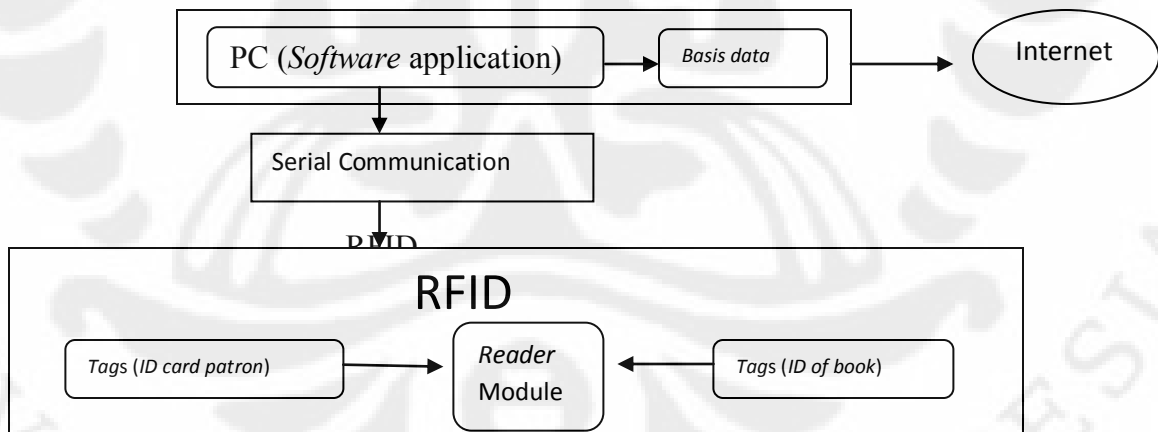 PC (Software application)
Basis data
Internet
Serial Communication
RFID
RFID
Tags (ID card patron)
Reader
Module
Tags (ID of book)
ESIA